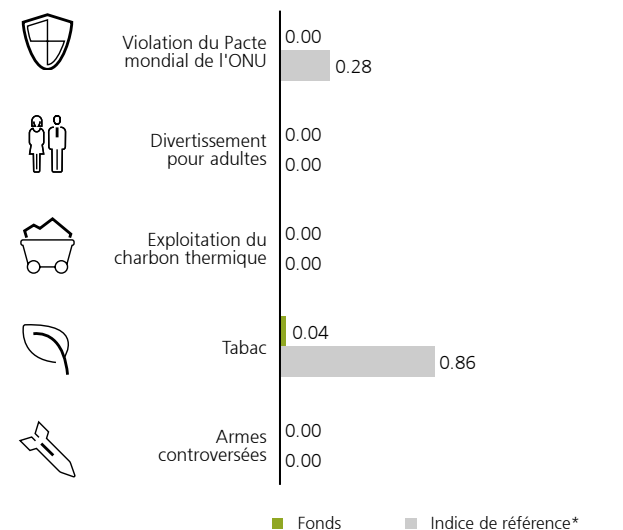 Violation du Pacte
mondial de l'ONU
0.00
0.28
Divertissement
pour adultes
0.00
0.00
Exploitation du
charbon thermique
0.00
0.00
Tabac
0.04
0.86
Armes
controversées
0.00
0.00
Fonds
Indice de référence*